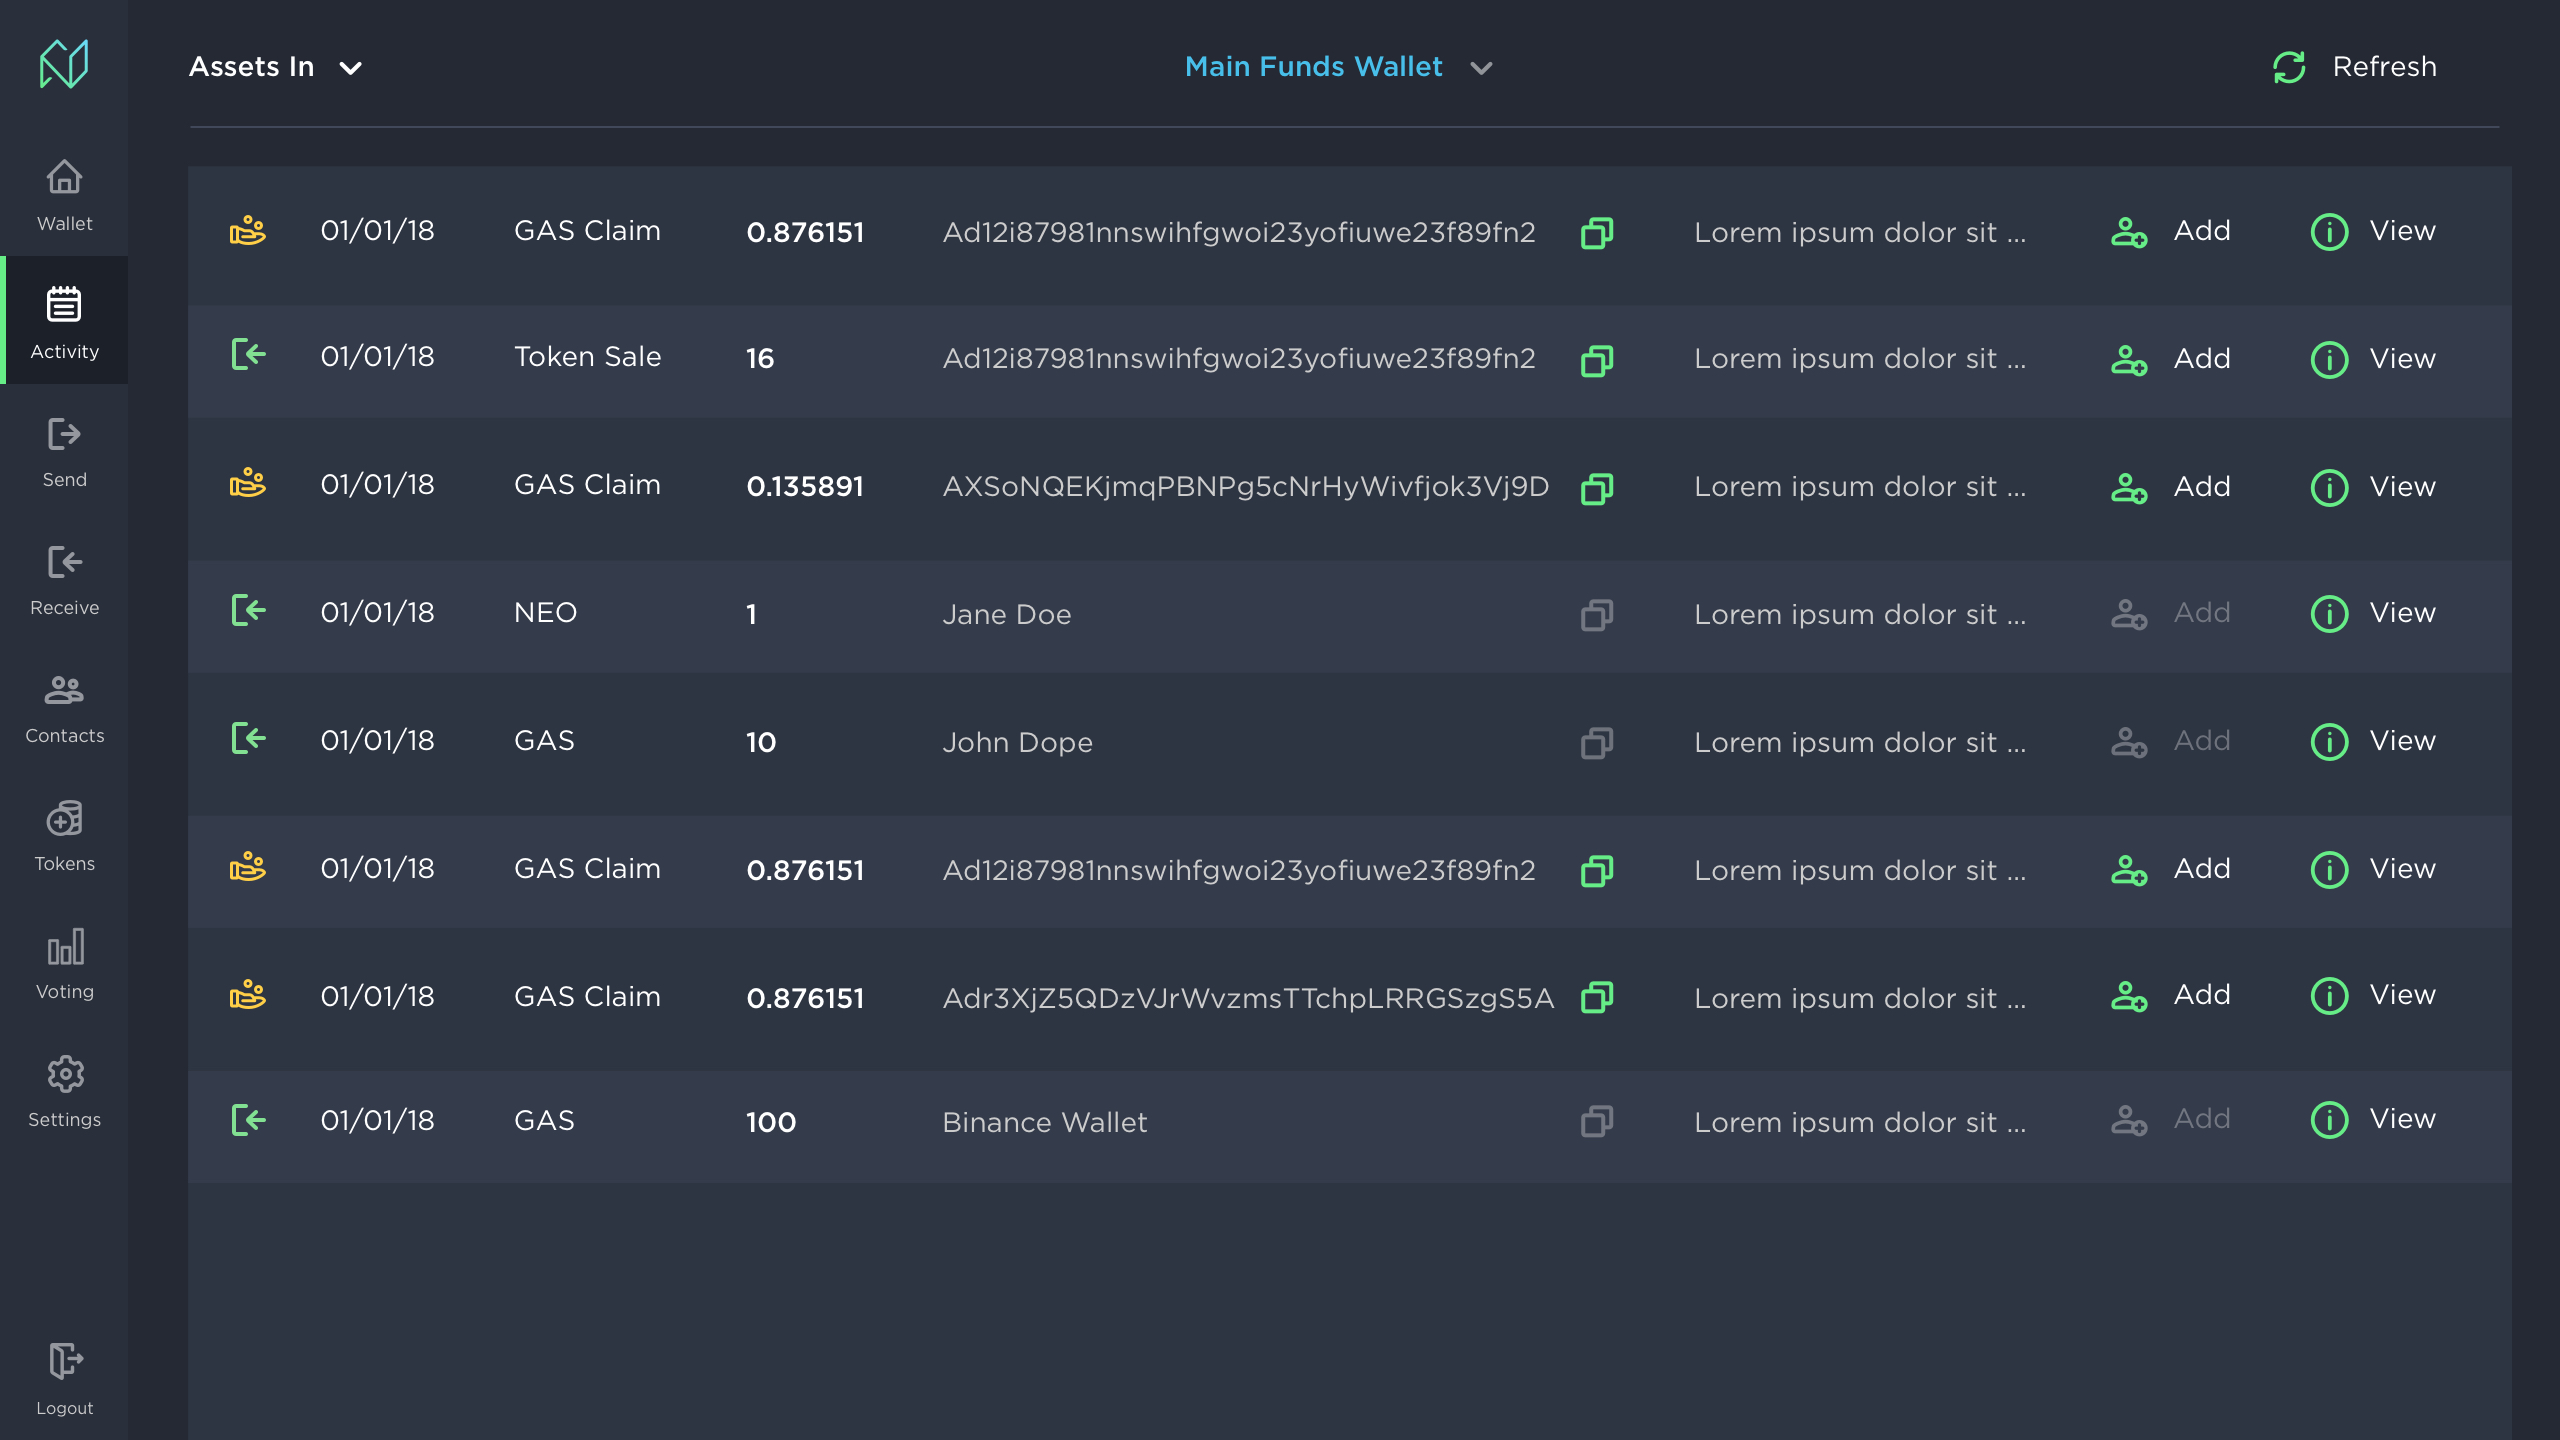 Assets In Main Funds Wallet Refresh
Wallet
Activity
Send
Receive
Contacts
Tokens
Voting
Settings
Logout
01/01/18 GAS Claim 0.876151 Ad12i87981nnswihfgwoi23yofiuwe23f89fn2 Lorem ipsum dolor sit ... Add View
01/01/18 Token Sale 16 Ad12i87981nnswihfgwoi23yofiuwe23f89fn2 Lorem ipsum dolor sit ... Add View
01/01/18 GAS Claim 0.135891 AXSoNQEKjmqPBNPg5cNrHyWivfjok3Vj9D Lorem ipsum dolor sit ... Add View
01/01/18 NEO 1 Jane Doe Lorem ipsum dolor sit ... Add View
01/01/18 GAS 10 John Dope Lorem ipsum dolor sit ... Add View
01/01/18 GAS Claim 0.876151 Ad12i87981nnswihfgwoi23yofiuwe23f89fn2 Lorem ipsum dolor sit ... Add View
01/01/18 GAS Claim 0.876151 Adr3XjZ5QDzVJrWvzmsTTchpLRRGSzgS5A Lorem ipsum dolor sit ... Add View
01/01/18 GAS 100 Binance Wallet Lorem ipsum dolor sit ... Add View